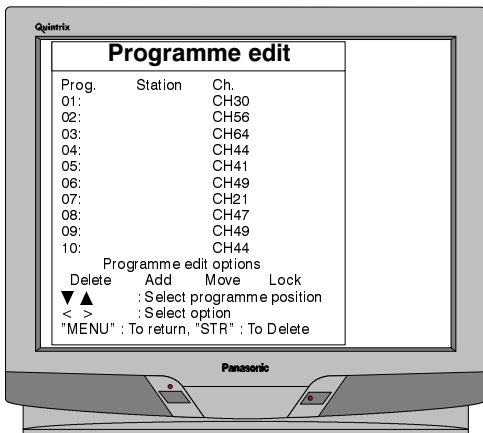 Quintrix
Programme edit
Prog. Station Ch.
01: CH30
02: CH56
03: CH64
04: CH44
05: CH41
06: CH49
07: CH21
08: CH47
09: CH49
10: CH44
Programme edit options
Delete Add Move Lock
▼ ▲ : Select programme position
< > : Select option
"MENU" : To return, "STR" : To Delete
Panasonic